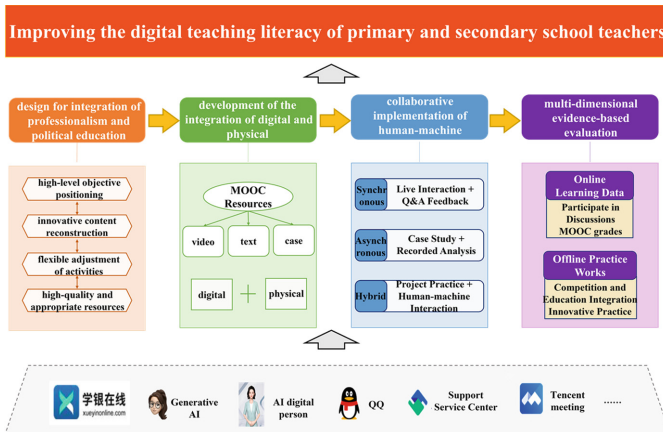 Improving the digital teaching literacy of primary and secondary school teachers
design for integration of
professionalism and
political education
development of the
integration of digital and
physical
collaborative
implementation of
human-machine
multi-dimensional
evidence-based
evaluation
high-level objective
positioning
innovative content
reconstruction
flexible adjustment of
activities
high-quality and
appropriate resources
MOOC
Resources
video
text
case
digital
physical
Synchr
onous
Live Interaction +
Q&A Feedback
Asynch
ronous
Case Study +
Recorded Analysis
Hybrid
Project Practice +
Human-machine
Interaction
Online
Learning Data
Participate in
Discussions
MOOC grades
Offline Practice
Works
Competition and
Education Integration
Innovative Practice
学银在线
xueyinonline.com
Generative
AI
AI digital
person
QQ
Support
Service Center
Tencent
meeting
......